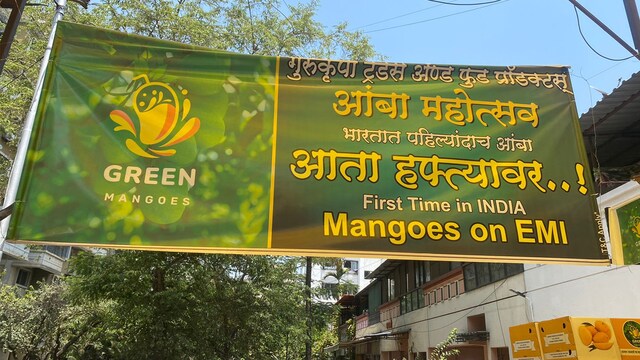 GREEN
MANGOES
गुरुकृपा ट्रेडर्स अॅण्ड फुड प्रॉडक्टस्
आंबा महोत्सव
भारतात पहिल्यांदाच आंबा
आता हफ्त्यावर..!
First Time in INDIA
Mangoes on EMI
T&C Apply*